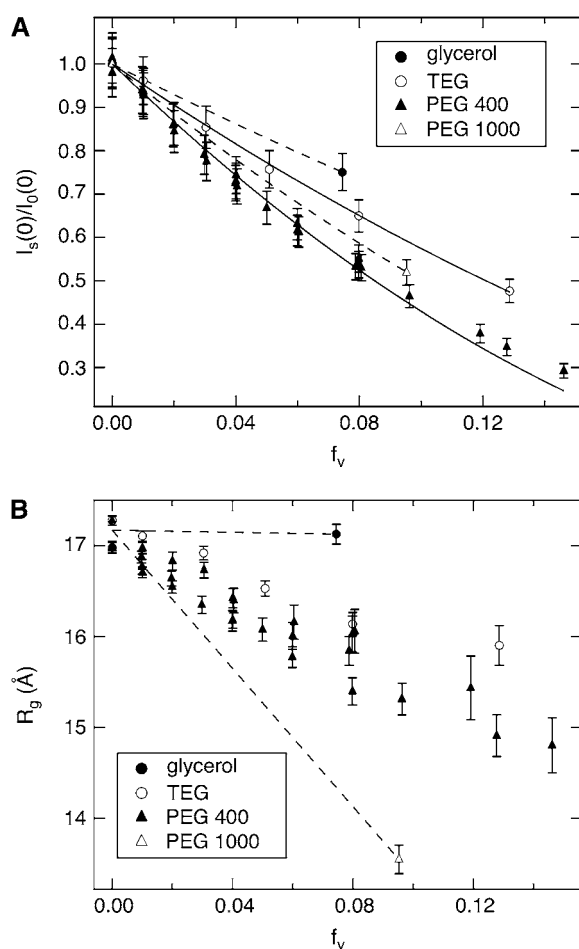 A
glycerol
TEG
PEG 400
PEG 1000
1.0
0.9
0.8
0.7
0.6
0.5
0.4
0.3
I_s(0)/I_0(0)
0.00
0.04
0.08
0.12
f_v
B
17
16
15
14
13
R_g (Å)
glycerol
TEG
PEG 400
PEG 1000
0.00
0.04
0.08
0.12
f_v